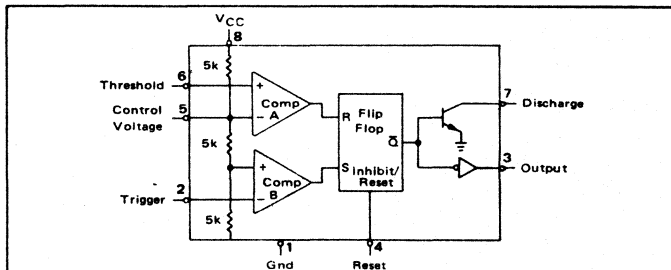 VCC
8
5k
Threshold 6 + Comp A - R Flip Flop 7 Discharge
Control Voltage 5
5k
Q̅
+ Comp B - S Inhibit/ Reset 3 Output
Trigger 2
5k
1 4
Gnd Reset